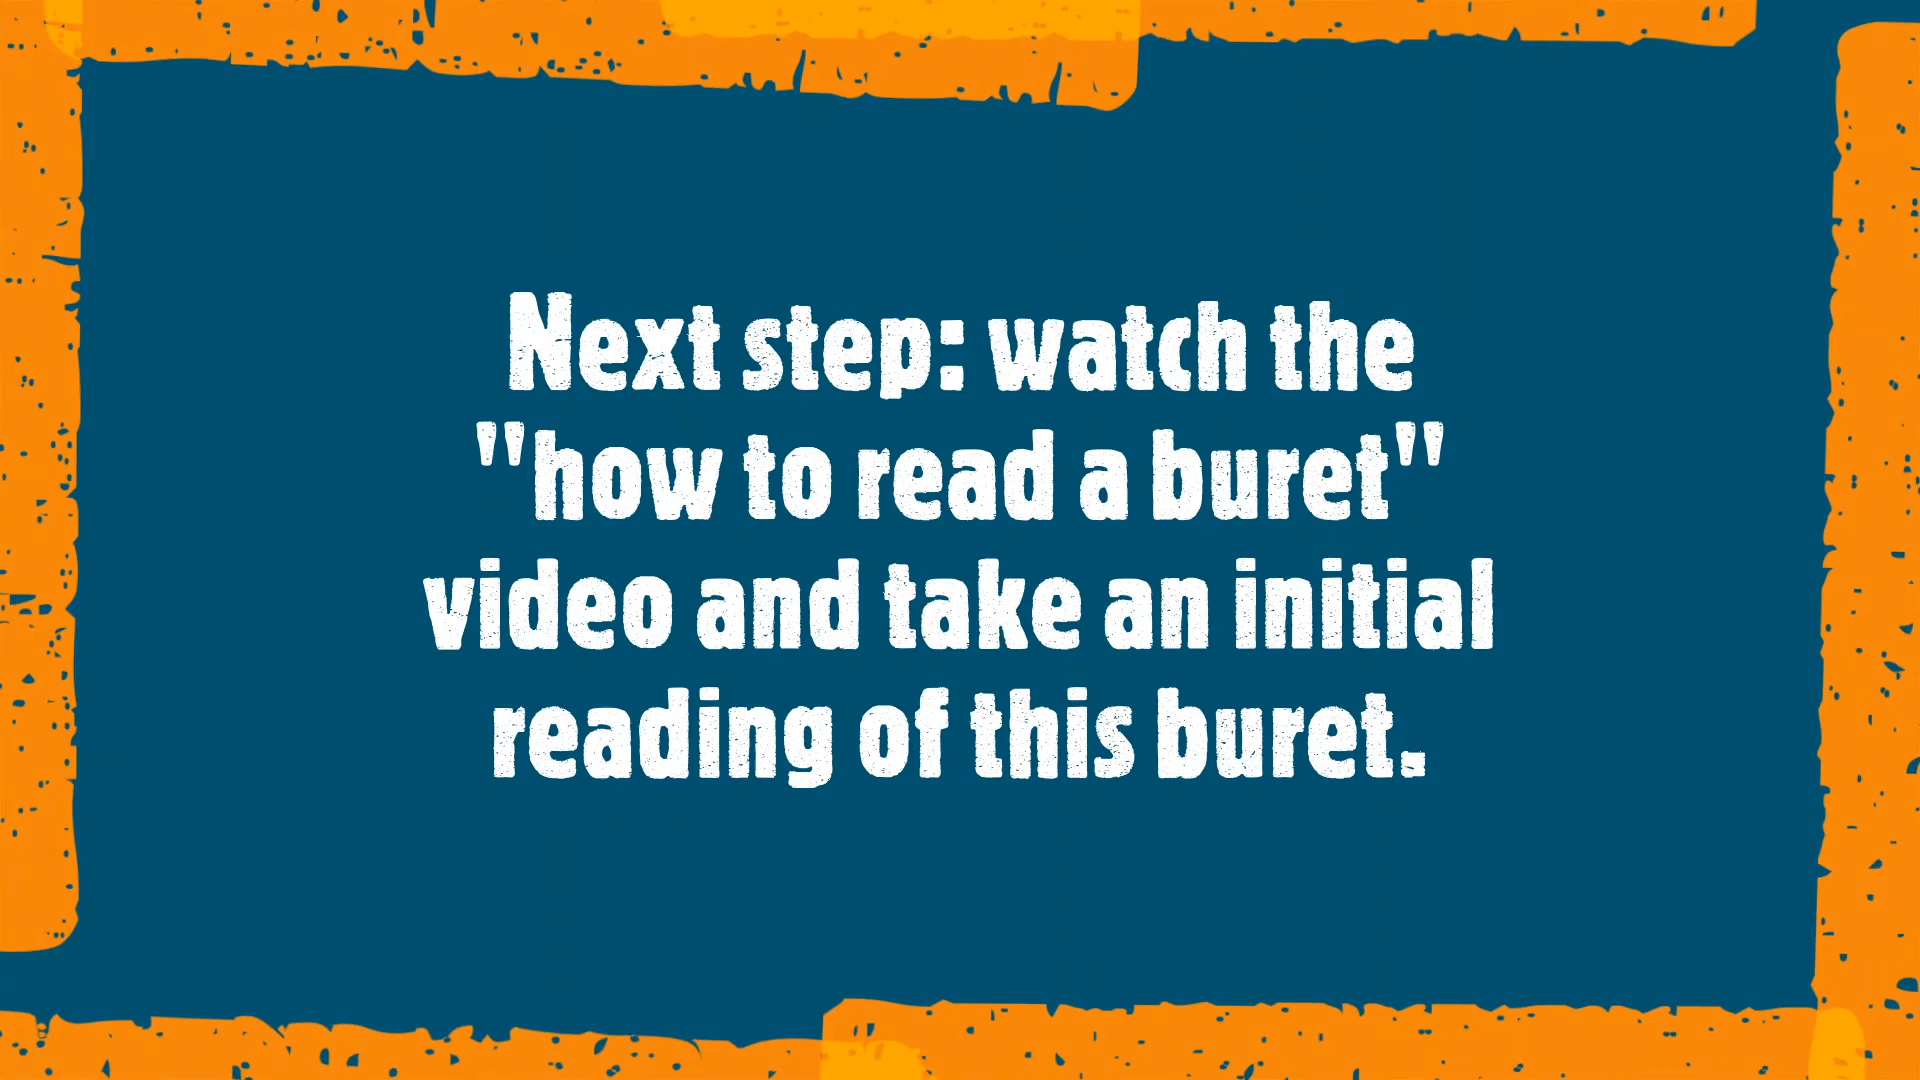 Next step: watch the
"how to read a buret"
video and take an initial
reading of this buret.